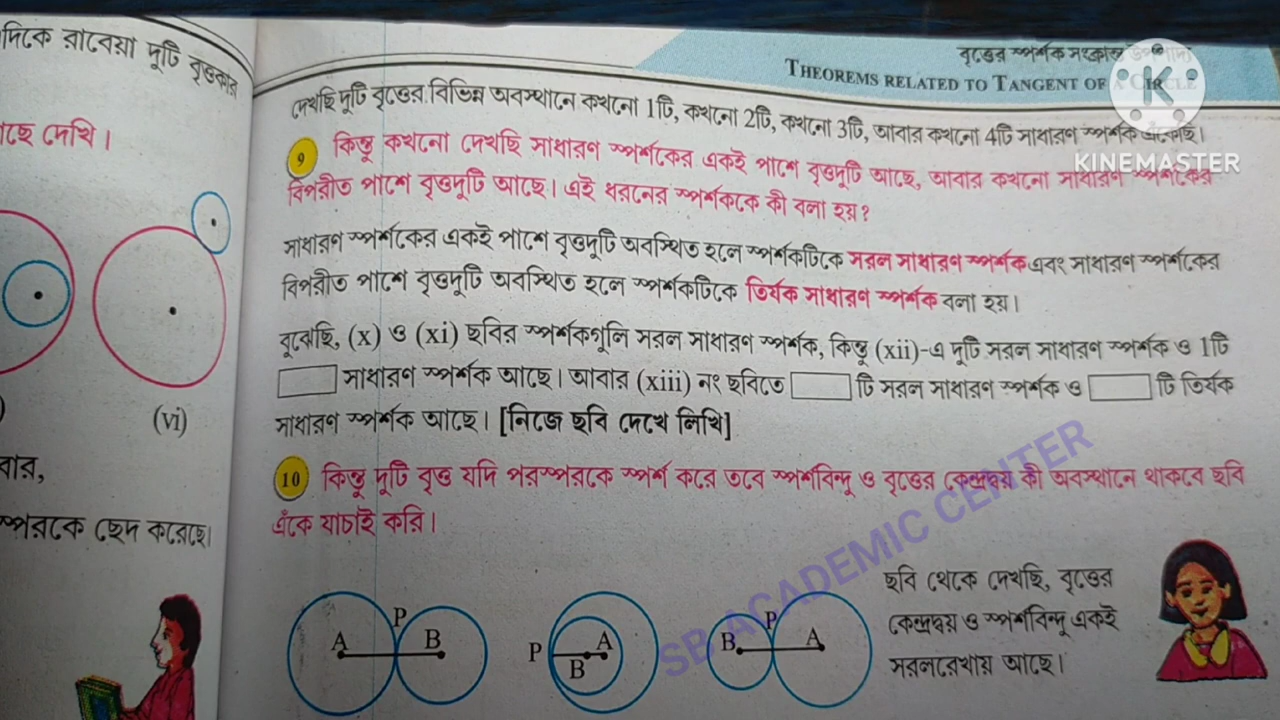 দিকে রাবেয়া দুটি বৃত্তকার
াছে দেখি।
(vi)
বার,
স্পরকে ছেদ করেছে।
বৃত্তের স্পর্শক সংক্রান্ত
THEOREMS RELATED TO TANGENT OF A CIRCLE
KINEMASTER
দেখছি দুটি বৃত্তের বিভিন্ন অবস্থানে কখনো 1টি, কখনো 2টি, কখনো 3টি, আবার কখনো 4টি সাধারণ স্পর্শক এঁকেছি।
9 কিন্তু কখনো দেখছি সাধারণ স্পর্শকের একই পাশে বৃত্তদুটি আছে, আবার কখনো সাধারণ স্পর্শকের
বিপরীত পাশে বৃত্তদুটি আছে। এই ধরনের স্পর্শককে কী বলা হয়?
সাধারণ স্পর্শকের একই পাশে বৃত্তদুটি অবস্থিত হলে স্পর্শকটিকে সরল সাধারণ স্পর্শক এবং সাধারণ স্পর্শকের
বিপরীত পাশে বৃত্তদুটি অবস্থিত হলে স্পর্শকটিকে তির্যক সাধারণ স্পর্শক বলা হয়।
বুঝেছি, (x) ও (xi) ছবির স্পর্শকগুলি সরল সাধারণ স্পর্শক, কিন্তু (xii)-এ দুটি সরল সাধারণ স্পর্শক ও 1টি
সাধারণ স্পর্শক আছে। আবার (xiii) নং ছবিতে টি সরল সাধারণ স্পর্শক ও টি তির্যক
সাধারণ স্পর্শক আছে। [নিজে ছবি দেখে লিখি]
10 কিন্তু দুটি বৃত্ত যদি পরস্পরকে স্পর্শ করে তবে স্পর্শবিন্দু ও বৃত্তের কেন্দ্রদ্বয় কী অবস্থানে থাকবে ছবি
এঁকে যাচাই করি।
A P B
P B A
B P A
ছবি থেকে দেখছি, বৃত্তের
কেন্দ্রদ্বয় ও স্পর্শবিন্দু একই
সরলরেখায় আছে।
SB ACADEMIC CENTER